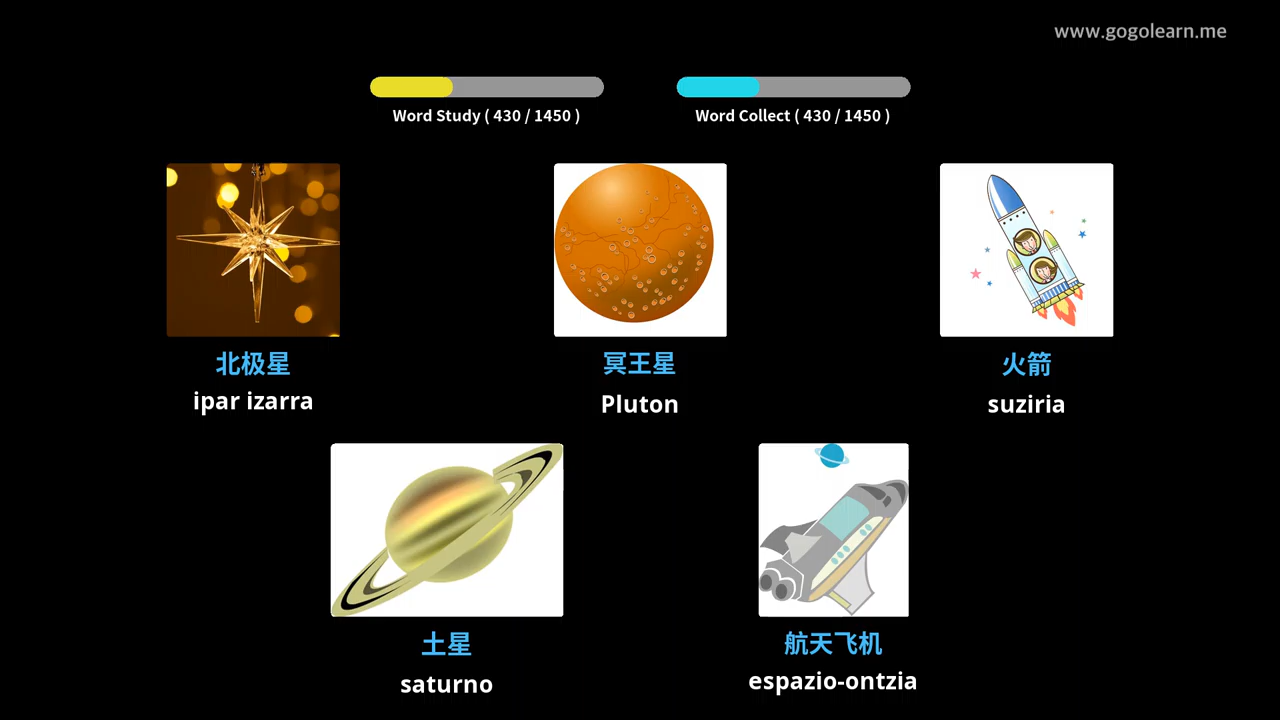 www.gogolearn.me
Word Study ( 430 / 1450 )
Word Collect ( 430 / 1450 )
北极星
ipar izarra
冥王星
Pluton
火箭
suziria
土星
saturno
航天飞机
espazio-ontzia